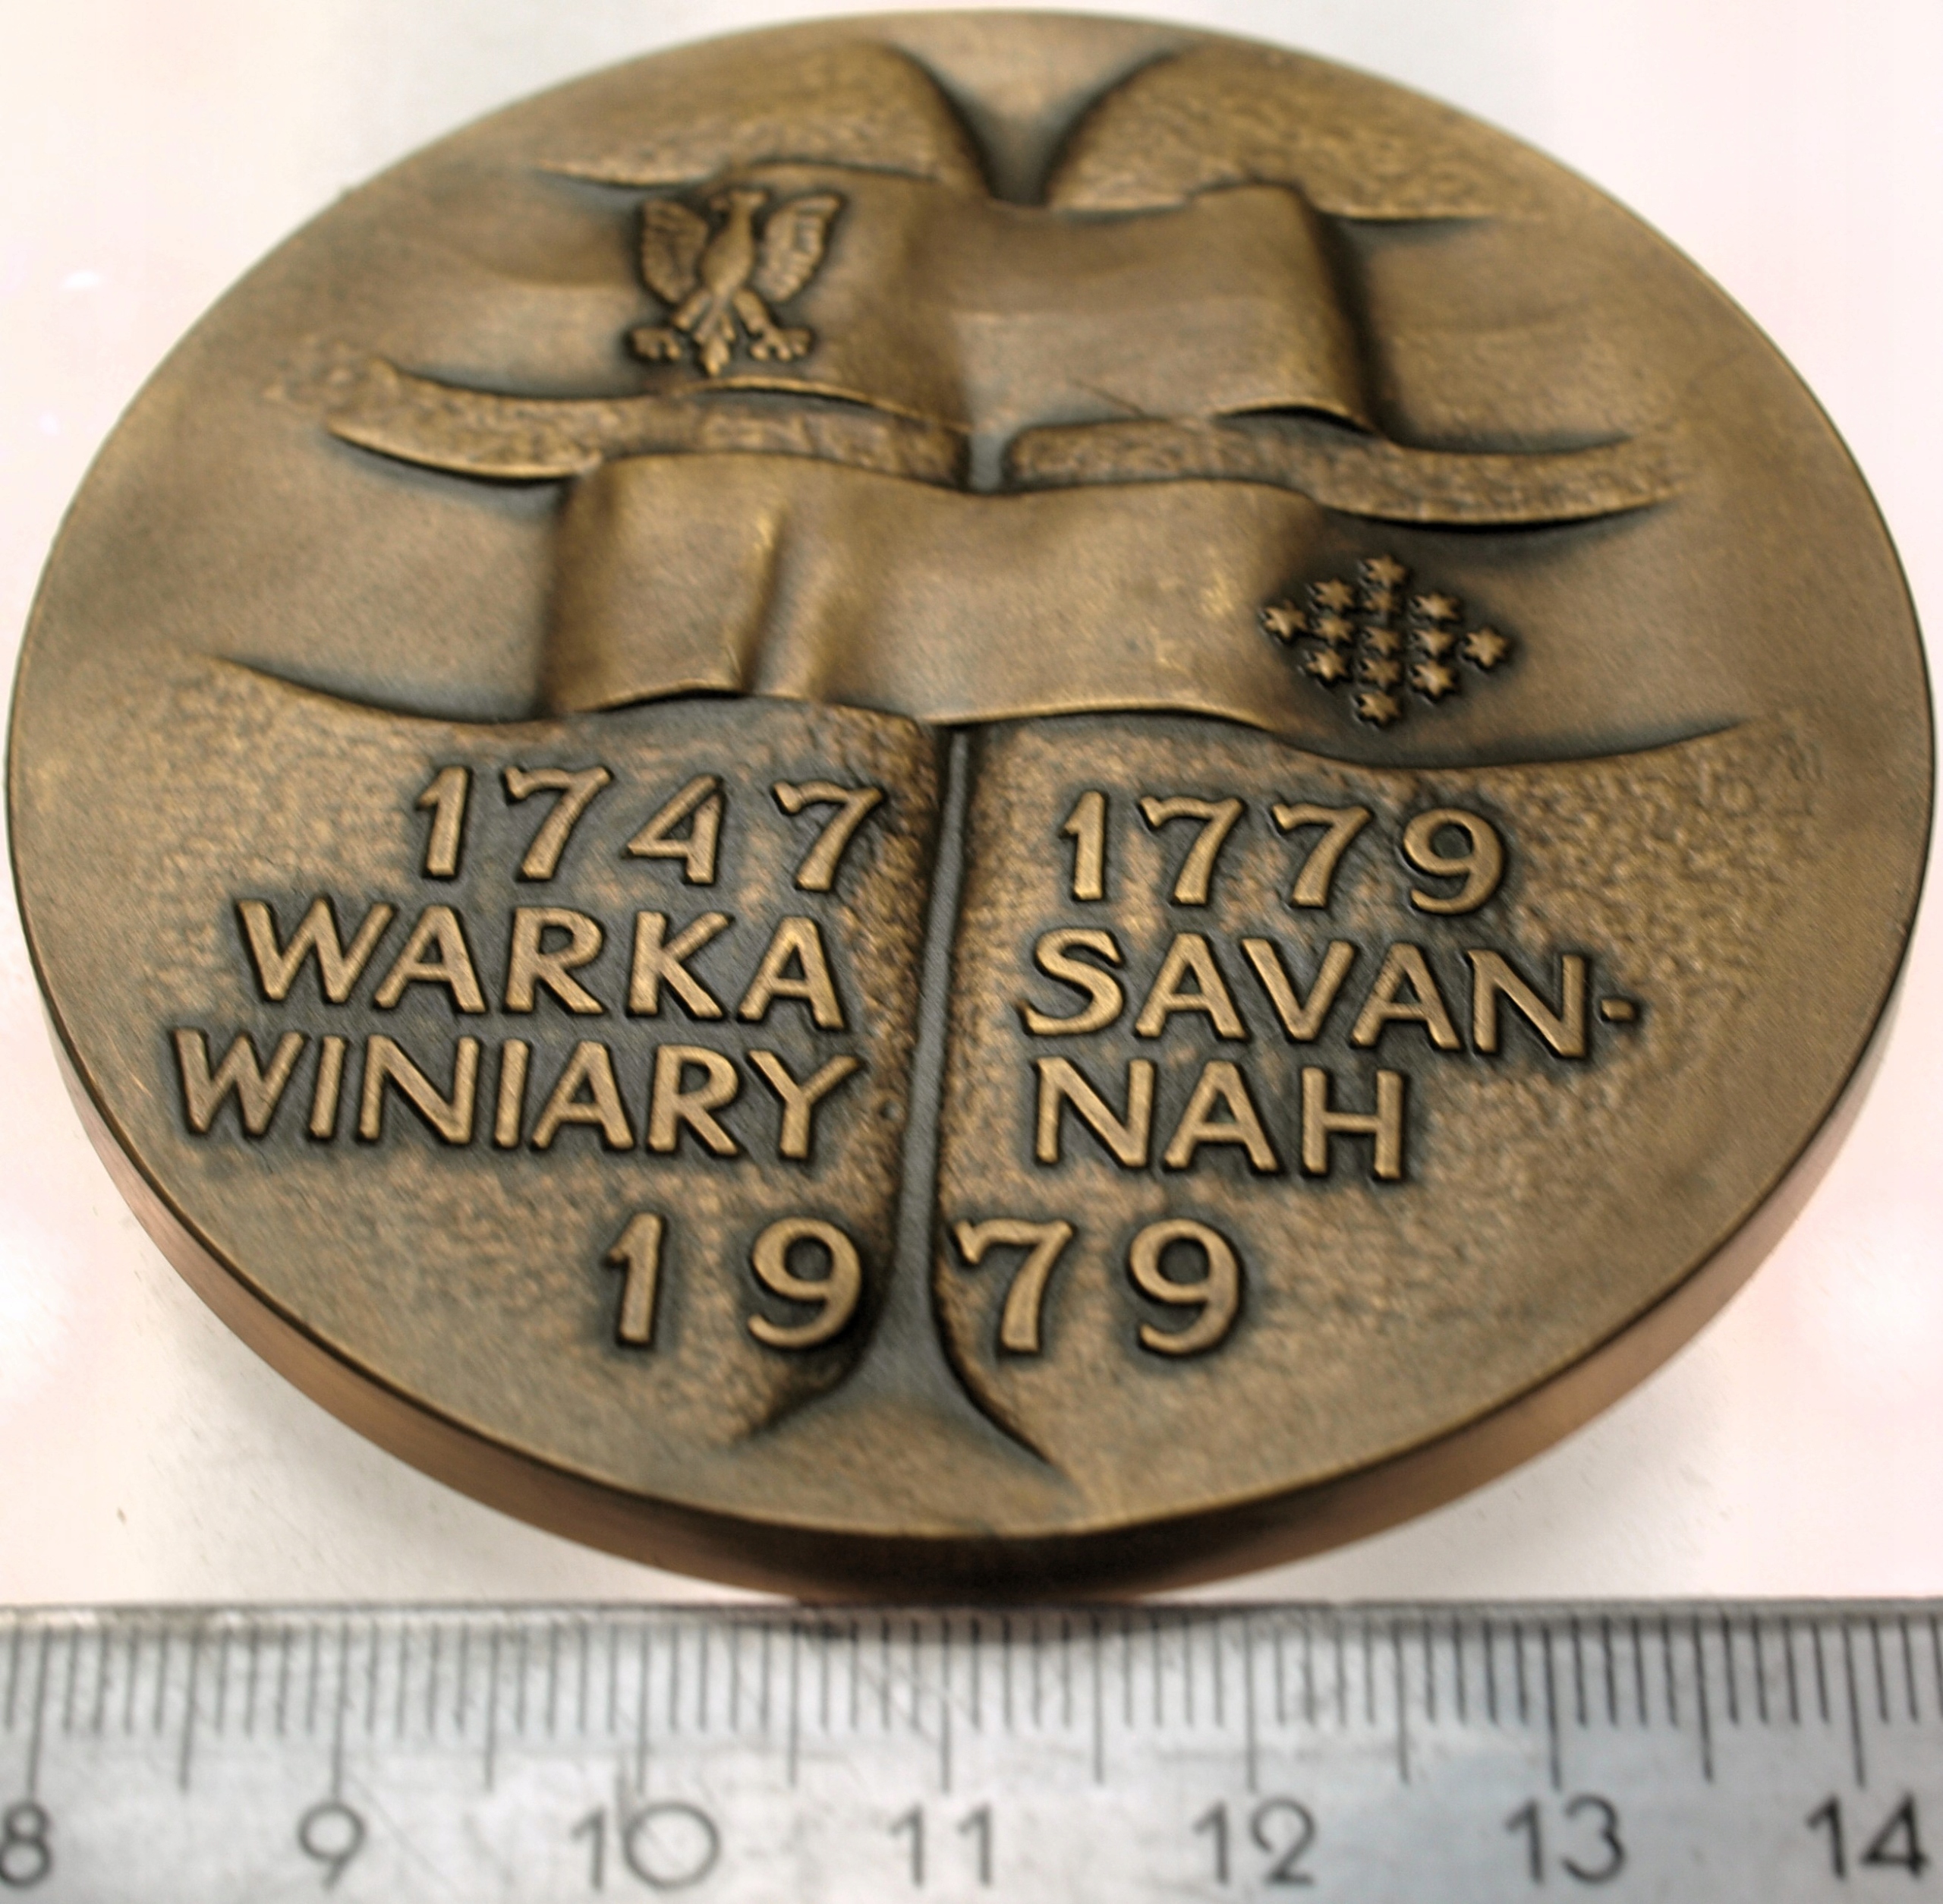 1747 1779
WARKA SAVAN-
WINIARY NAH
1979
8 9 10 11 12 13 14